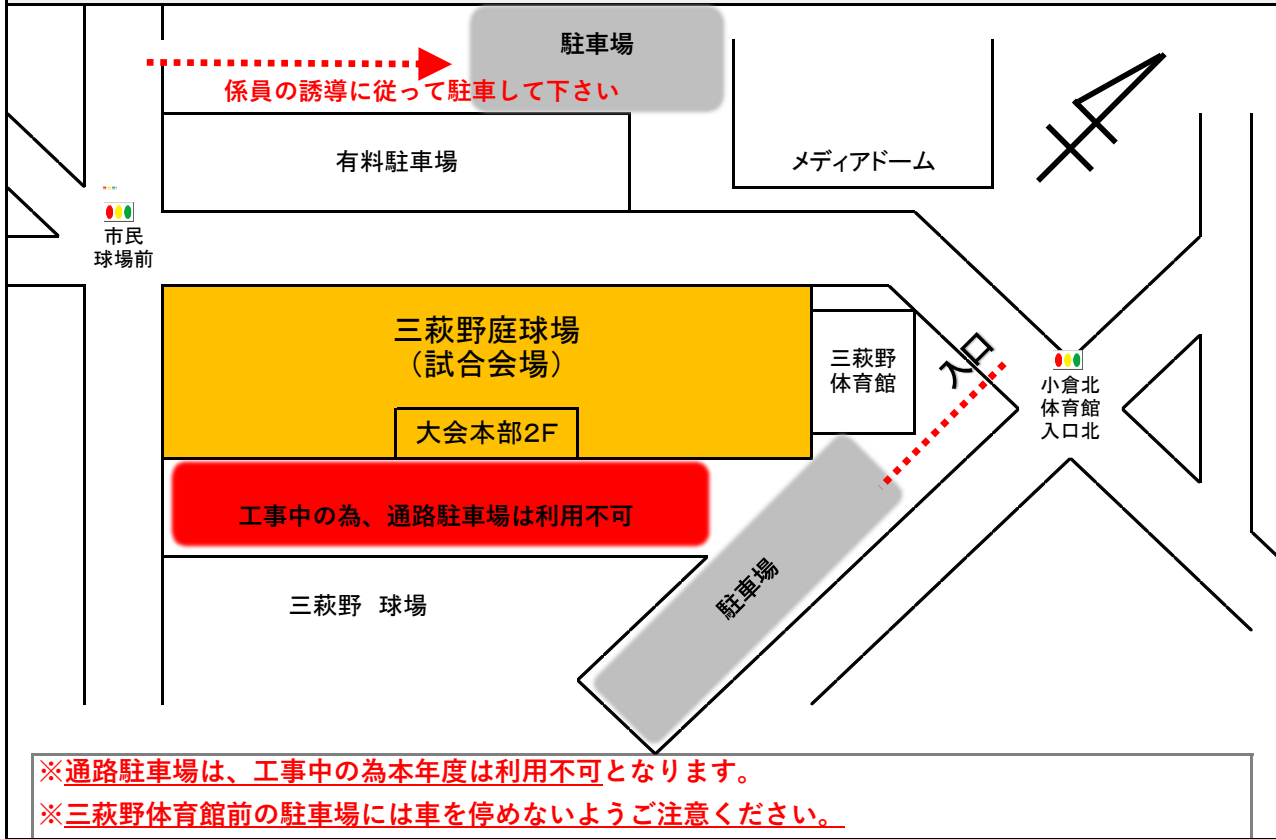 駐車場
係員の誘導に従って駐車して下さい
有料駐車場
メディアドーム
市民
球場前
三萩野庭球場
（試合会場）
大会本部2F
三萩野
体育館
入口
小倉北
体育館
入口北
工事中の為、通路駐車場は利用不可
三萩野 球場
駐車場
※通路駐車場は、工事中の為本年度は利用不可となります。
※三萩野体育館前の駐車場には車を停めないようご注意ください。